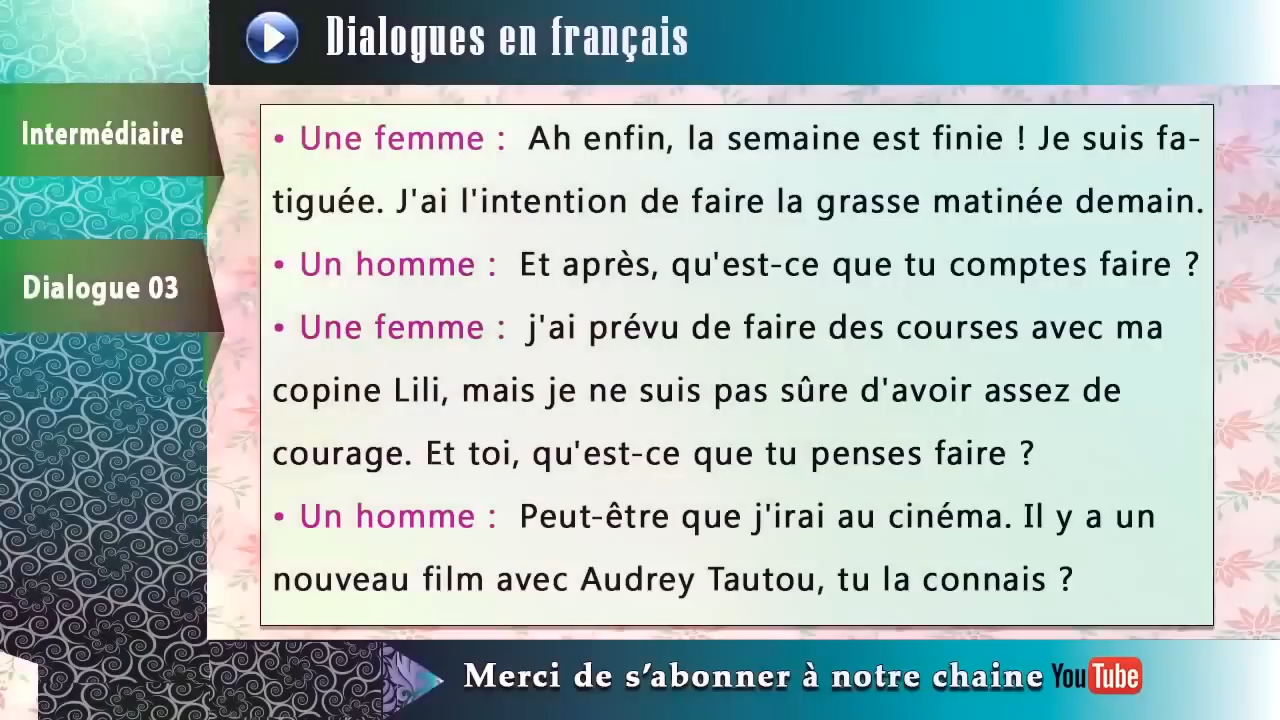 Dialogues en français
Intermédiaire
Dialogue 03
• Une femme : Ah enfin, la semaine est finie ! Je suis fa-
tiguée. J'ai l'intention de faire la grasse matinée demain.
• Un homme : Et après, qu'est-ce que tu comptes faire ?
• Une femme : j'ai prévu de faire des courses avec ma
copine Lili, mais je ne suis pas sûre d'avoir assez de
courage. Et toi, qu'est-ce que tu penses faire ?
• Un homme : Peut-être que j'irai au cinéma. Il y a un
nouveau film avec Audrey Tautou, tu la connais ?
Merci de s’abonner à notre chaine YouTube